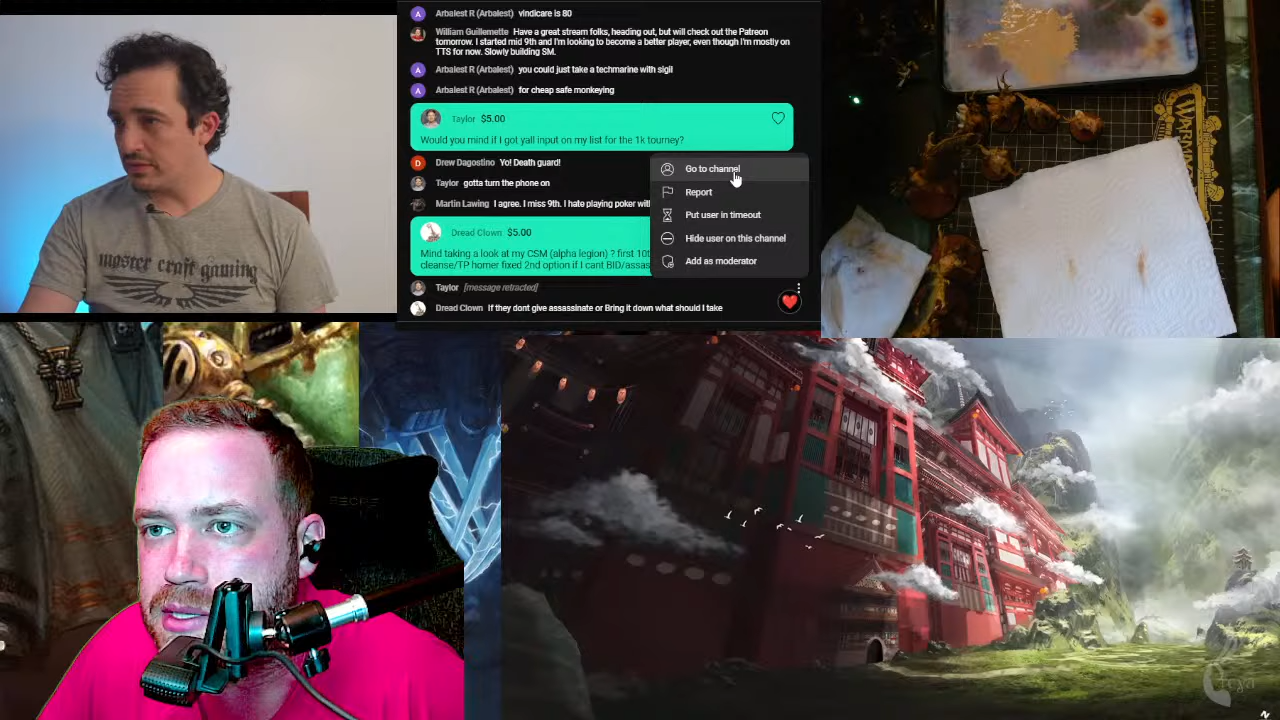 Arbalest R (Arbalest) vindicare is 80
William Guillemette Have a great stream folks, heading out, but will check out the Patreon
tomorrow. I started mid 9th and I'm looking to become a better player, even though I'm mostly on
TTS for now. Slowly building SM.
Arbalest R (Arbalest) you could just take a techmarine with sigil
Arbalest R (Arbalest) for cheap safe monkeying
Taylor $5.00
Would you mind if I got yall input on my list for the 1k tourney?
Drew Dagostino Yo! Death guard!
Taylor gotta turn the phone on
Martin Lawing I agree. I miss 9th. I hate playing poker wit
Dread Clown $5.00
Mind taking a look at my CSM (alpha legion) ? first 10t
cleanse/TP homer fixed 2nd option if I cant BID/assas
Taylor [message retracted]
Dread Clown If they dont give assassinate or Bring it down what should I take
Go to channel
Report
Put user in timeout
Hide user on this channel
Add as moderator
master craft gaming
WARHAM
SECRE